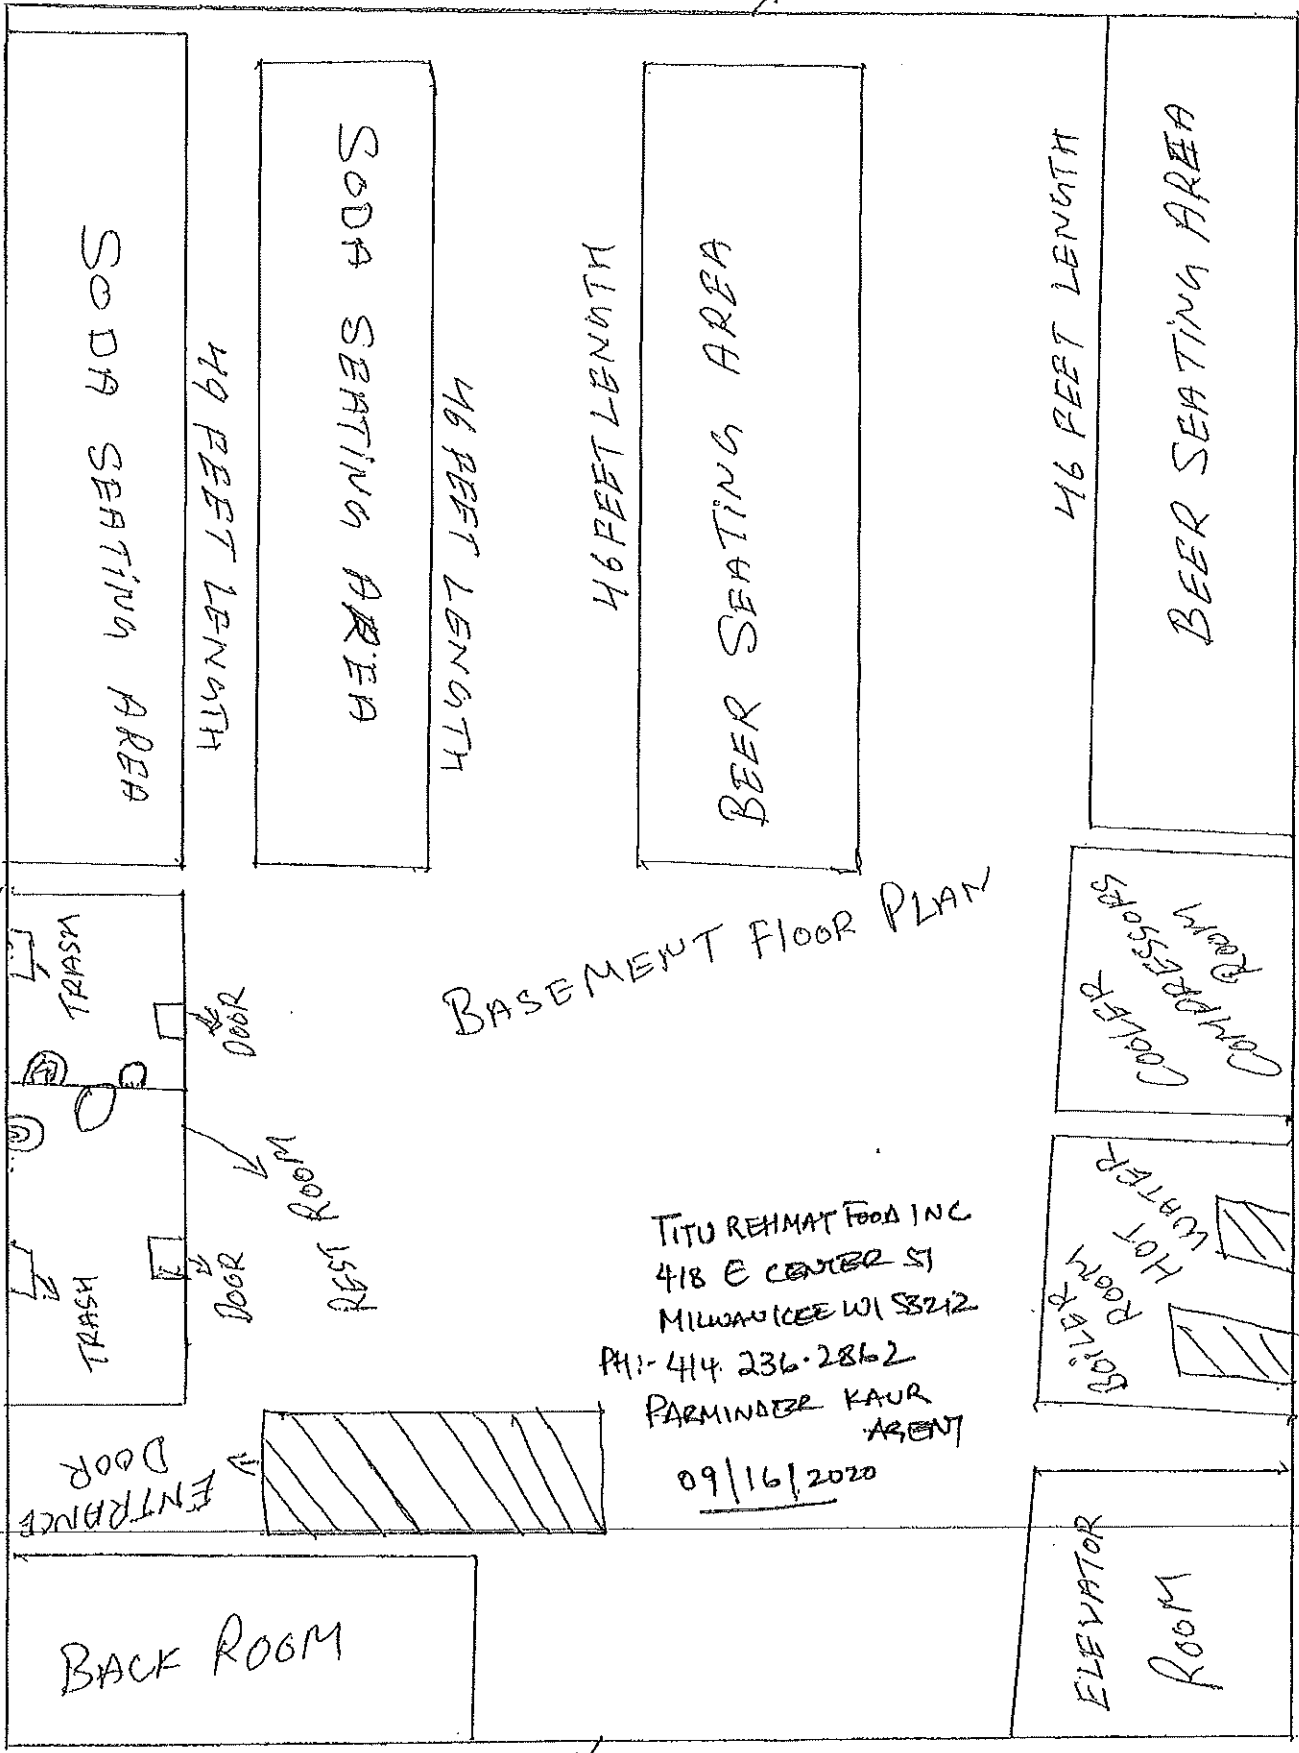 SODA SEATING AREA
49 FEET LENGTH
SODA SEATING AREA
46 FEET LENGTH
46 FEET LENGTH
BEER SEATING AREA
46 FEET LENGTH
BEER SEATING AREA
BASEMENT FlOOR PLAN
COOLER
COMPRESSORS
ROOM
TRASH
DOOR
REST ROOM
TRASH
DOOR
BOILER
ROOM
HOT
WATER
TITU REHMAT FOOD INC
418 E CENTER ST
MILWAUKEE WI 53212
PH:- 414. 236.2862
PARMINDER KAUR
AGENT
09/16/2020
ENTRANCE
DOOR
BACK ROOM
ELEVATOR
ROOM